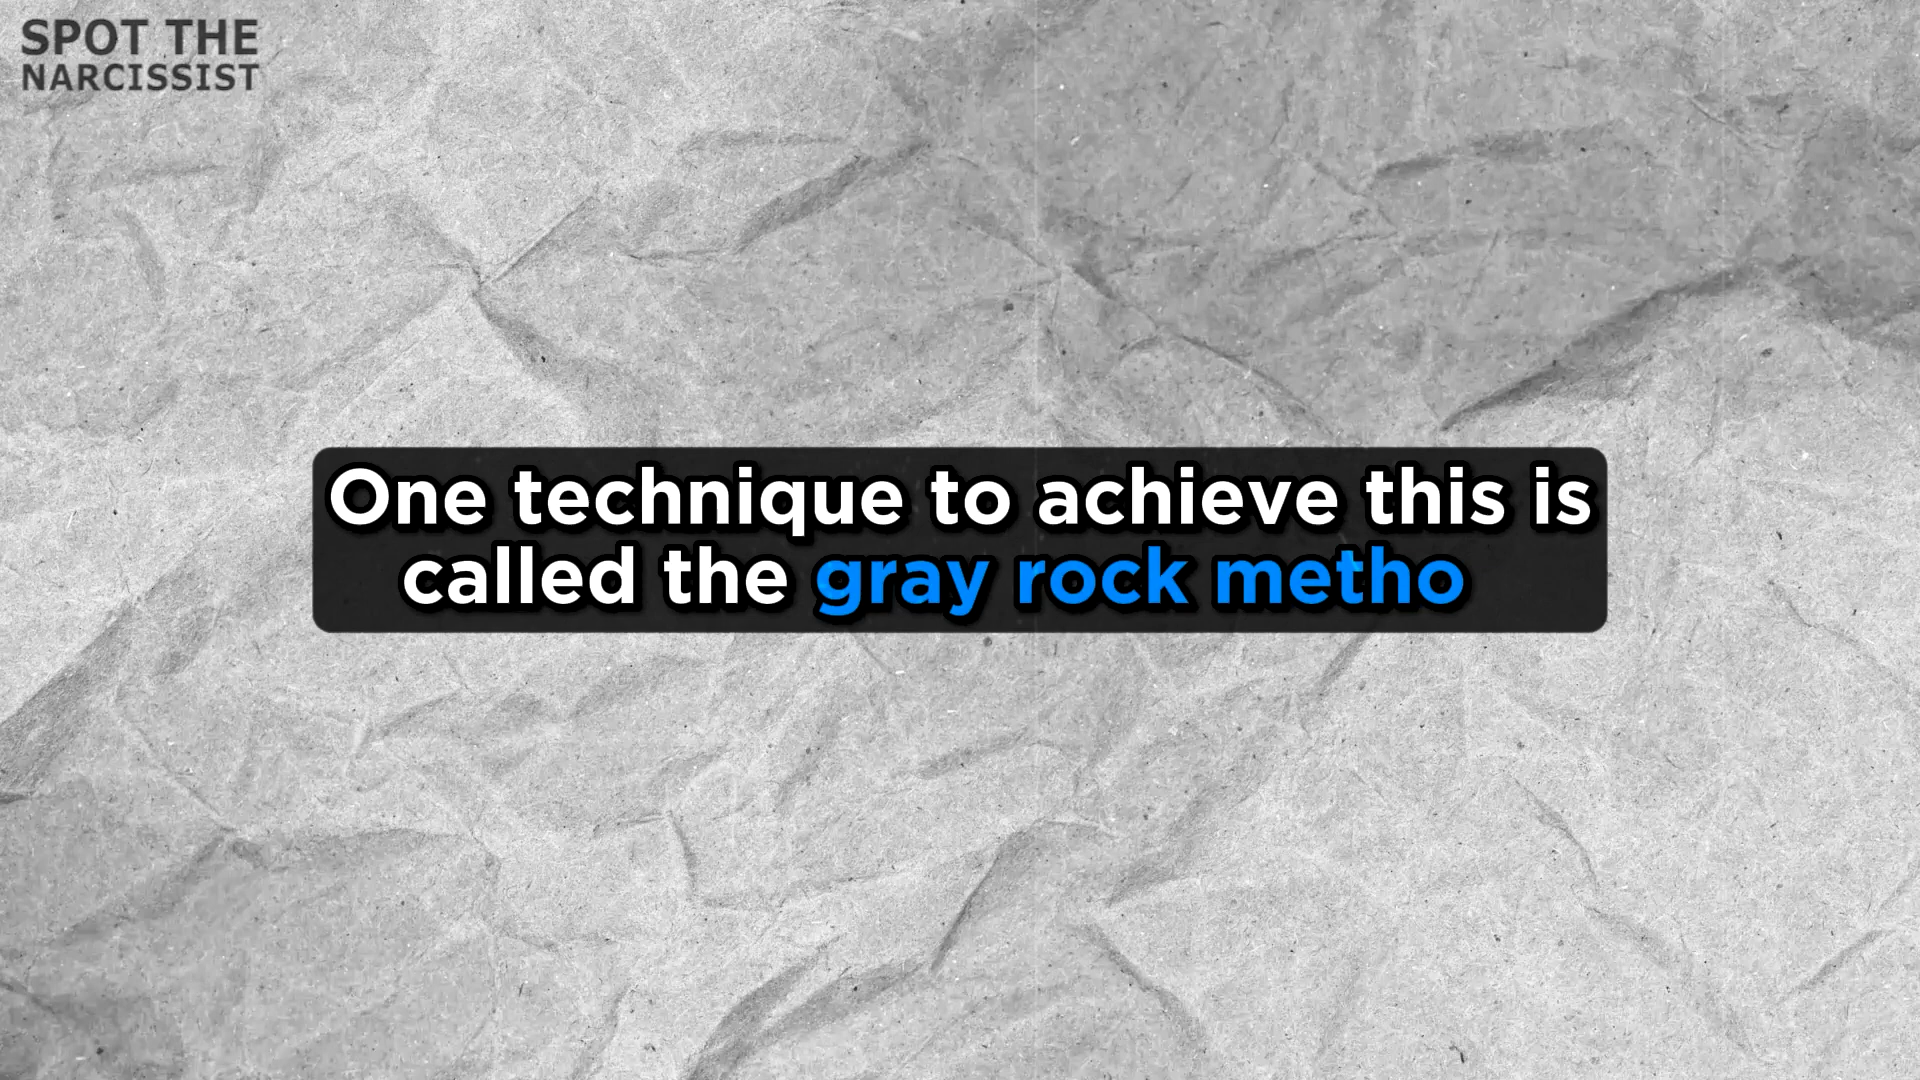 SPOT THE
NARCISSIST
One technique to achieve this is
called the gray rock metho